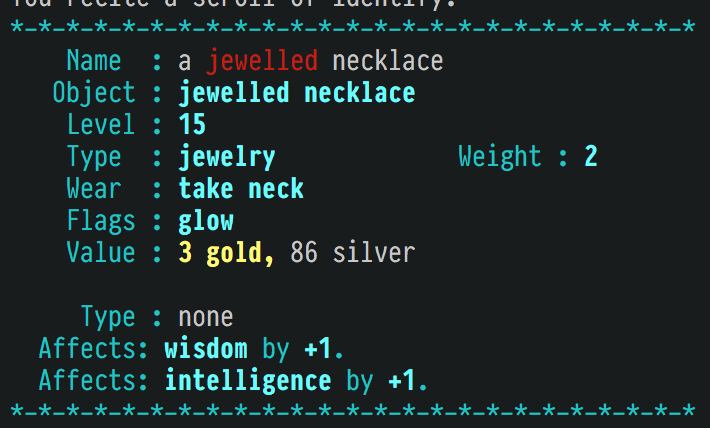 You recite a scroll of identify.
*-*-*-*-*-*-*-*-*-*-*-*-*-*-*-*-*-*-*-*-*-*-*-*-*
Name : a jewelled necklace
Object : jewelled necklace
Level : 15
Type : jewelry Weight : 2
Wear : take neck
Flags : glow
Value : 3 gold, 86 silver
Type : none
Affects: wisdom by +1.
Affects: intelligence by +1.
*-*-*-*-*-*-*-*-*-*-*-*-*-*-*-*-*-*-*-*-*-*-*-*-*